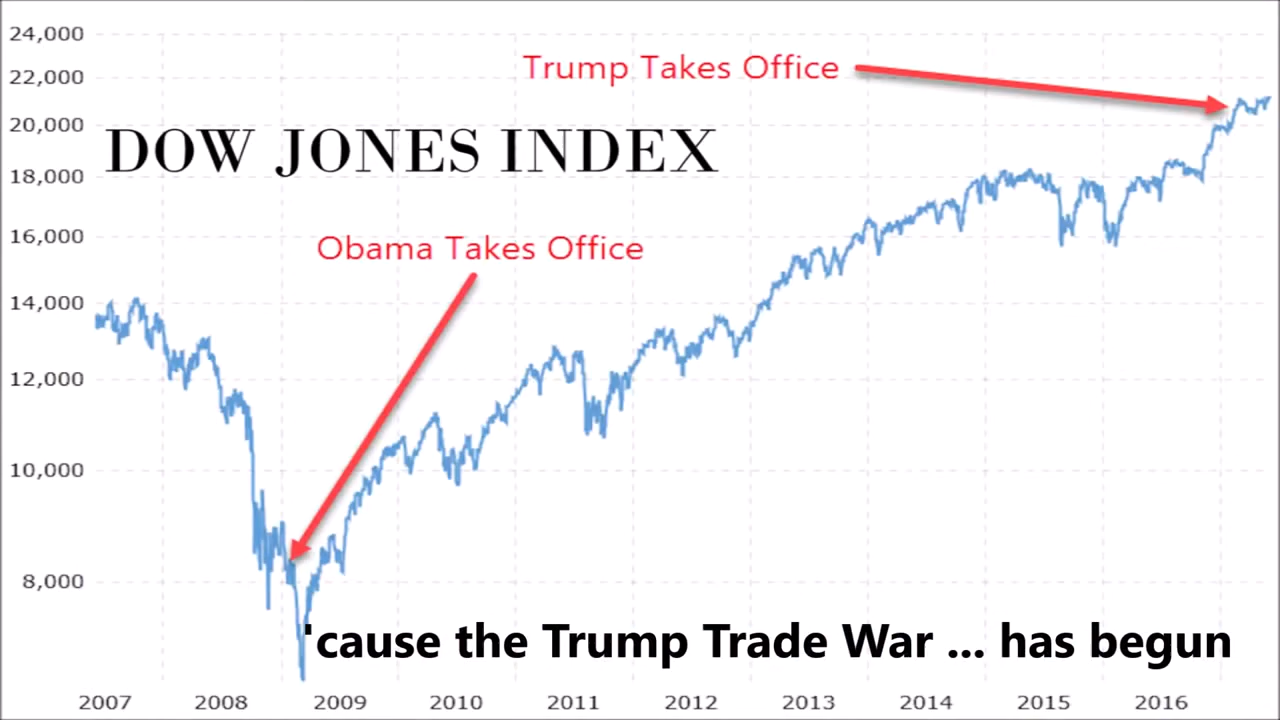 24,000
Trump Takes Office
22,000
20,000
DOW JONES INDEX
18,000
16,000
Obama Takes Office
14,000
12,000
10,000
8,000
'cause the Trump Trade War ... has begun
2007 2008 2009 2010 2011 2012 2013 2014 2015 2016